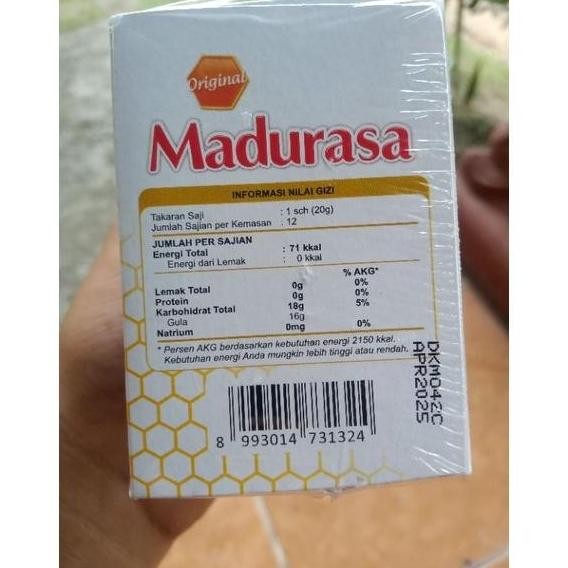 Original
Madurasa
INFORMASI NILAI GIZI
Takaran Saji : 1 sch (20g)
Jumlah Sajian per Kemasan : 12
JUMLAH PER SAJIAN
Energi Total : 71 kkal
Energi dari Lemak : 0 kkal
% AKG*
Lemak Total 0g 0%
Protein 0g 0%
Karbohidrat Total 18g 5%
Gula 16g
Natrium 0mg 0%
* Persen AKG berdasarkan kebutuhan energi 2150 kkal.
Kebutuhan energi Anda mungkin lebih tinggi atau rendah.
8 993014 731324
DKM042C
APR2025